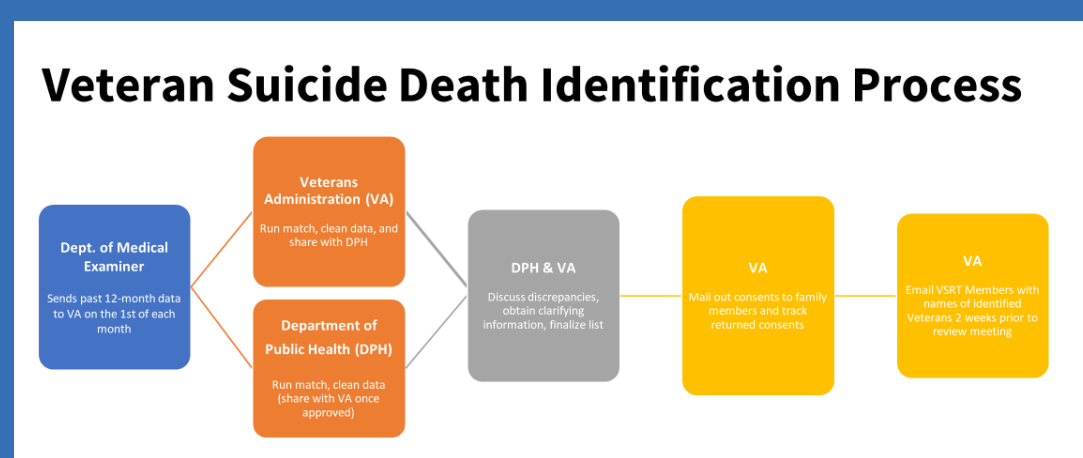 Veteran Suicide Death Identification Process
Dept. of Medical
Examiner
Sends past 12-month data
to VA on the 1st of each
month
Veterans
Administration (VA)
Run match, clean data, and
share with DPH
Department of
Public Health (DPH)
Run match, clean data
(share with VA once
approved)
DPH & VA
Discuss discrepancies,
obtain clarifying
information, finalize list
VA
Mail out consents to family
members and track
returned consents
VA
Email VSRT Members with
names of identified
Veterans 2 weeks prior to
review meeting